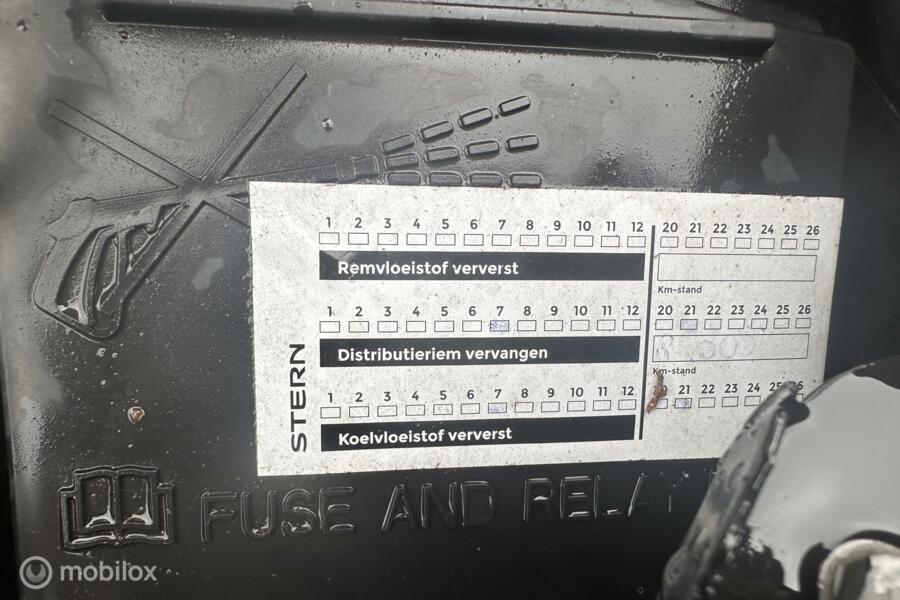 1 2 3 4 5 6 7 8 9 10 11 12 20 21 22 23 24 25 26
Remvloeistof ververst
Km-stand
1 2 3 4 5 6 7 8 9 10 11 12 20 21 22 23 24 25 26
Distributieriem vervangen
Km-stand
1 2 3 4 5 6 7 8 9 10 11 12 21 22 23 24
Koelvloeistof ververst
STERN
FUSE AND RELAY
mobilox